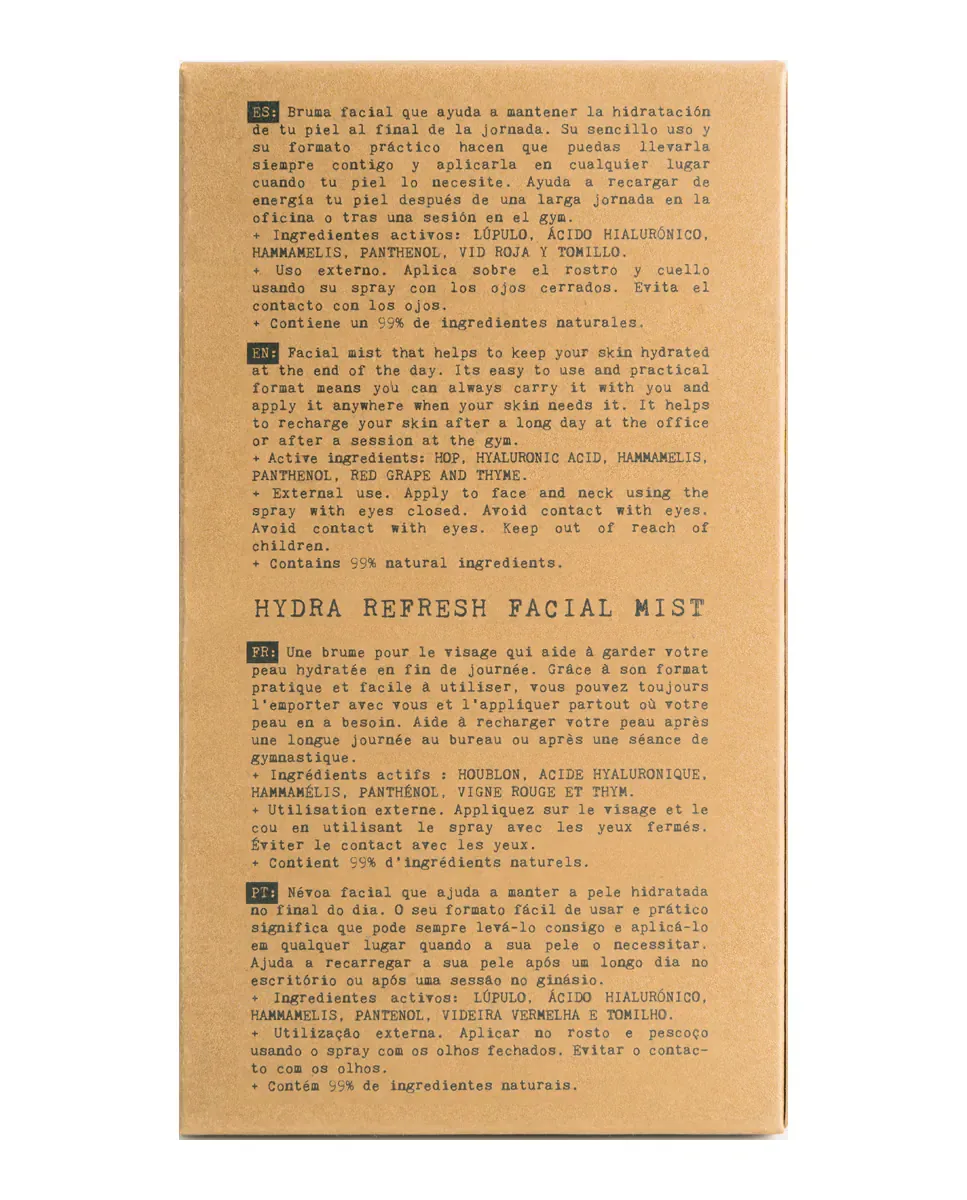 ES: Bruma facial que ayuda a mantener la hidratación
de tu piel al final de la jornada. Su sencillo uso y
su formato práctico hacen que puedas llevarla
siempre contigo y aplicarla en cualquier lugar
cuando tu piel lo necesite. Ayuda a recargar de
energía tu piel después de una larga jornada en la
oficina o tras una sesión en el gym.
+ Ingredientes activos: LÚPULO, ÁCIDO HIALURÓNICO,
HAMMAMELIS, PANTHENOL, VID ROJA Y TOMILLO.
+ Uso externo. Aplica sobre el rostro y cuello
usando su spray con los ojos cerrados. Evita el
contacto con los ojos.
+ Contiene un 99% de ingredientes naturales.
EN: Facial mist that helps to keep your skin hydrated
at the end of the day. Its easy to use and practical
format means you can always carry it with you and
apply it anywhere when your skin needs it. It helps
to recharge your skin after a long day at the office
or after a session at the gym.
+ Active ingredients: HOP, HYALURONIC ACID, HAMMAMELIS,
PANTHENOL, RED GRAPE AND THYME.
+ External use. Apply to face and neck using the
spray with eyes closed. Avoid contact with eyes.
Avoid contact with eyes. Keep out of reach of
children.
+ Contains 99% natural ingredients.
HYDRA REFRESH FACIAL MIST
FR: Une brume pour le visage qui aide à garder votre
peau hydratée en fin de journée. Grâce à son format
pratique et facile à utiliser, vous pouvez toujours
l'emporter avec vous et l'appliquer partout où votre
peau en a besoin. Aide à recharger votre peau après
une longue journée au bureau ou après une séance de
gymnastique.
+ Ingrédients actifs : HOUBLON, ACIDE HYALURONIQUE,
HAMMAMÉLIS, PANTHÉNOL, VIGNE ROUGE ET THYM.
+ Utilisation externe. Appliquez sur le visage et le
cou en utilisant le spray avec les yeux fermés.
Éviter le contact avec les yeux.
+ Contient 99% d'ingrédients naturels.
PT: Névoa facial que ajuda a manter a pele hidratada
no final do dia. O seu formato fácil de usar e prático
significa que pode sempre levá-lo consigo e aplicá-lo
em qualquer lugar quando a sua pele o necessitar.
Ajuda a recarregar a sua pele após um longo dia no
escritório ou após uma sessão no ginásio.
+ Ingredientes activos: LÚPULO, ÁCIDO HIALURÓNICO,
HAMMAMELIS, PANTENOL, VIDEIRA VERMELHA E TOMILHO.
+ Utilização externa. Aplicar no rosto e pescoço
usando o spray com os olhos fechados. Evitar o contac-
to com os olhos.
+ Contém 99% de ingredientes naturais.